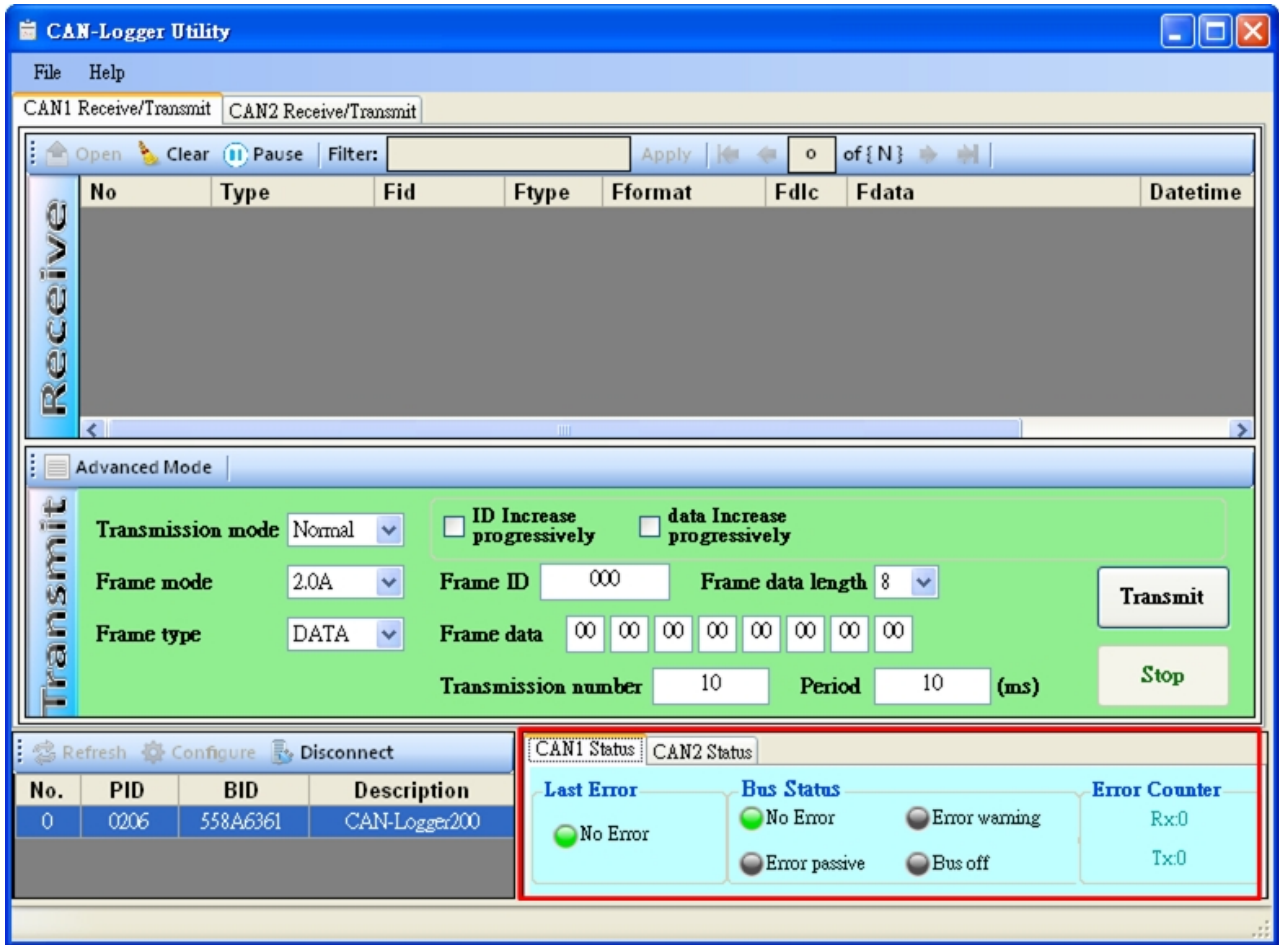 CAN-Logger Utility
File Help
CAN1 Receive/Transmit CAN2 Receive/Transmit
Open Clear Pause Filter: Apply 0 of {N}
Receive
No Type Fid Ftype Fformat Fdlc Fdata Datetime
Advanced Mode
Transmit
Transmission mode Normal ID Increase progressively data Increase progressively
Frame mode 2.0A Frame ID 000 Frame data length 8
Frame type DATA Frame data 00 00 00 00 00 00 00 00
Transmission number 10 Period 10 (ms)
Transmit
Stop
Refresh Configure Disconnect
No. PID BID Description
0 0206 558A6361 CAN-Logger200
CAN1 Status CAN2 Status
Last Error
No Error
Bus Status
No Error Error warning
Error passive Bus off
Error Counter
Rx:0
Tx:0